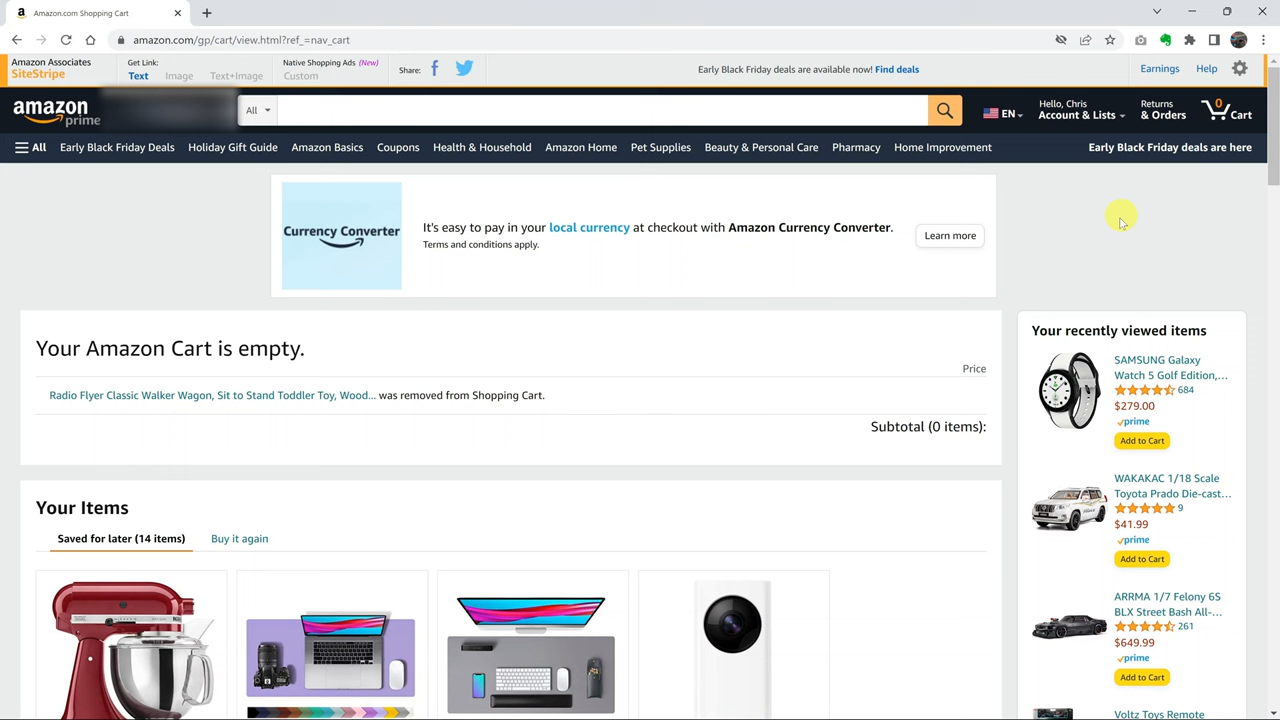 Amazon.com Shopping Cart
amazon.com/gp/cart/view.html?ref_=nav_cart
Amazon Associates
SiteStripe
Get Link:
Text Image Text+Image
Native Shopping Ads (New)
Custom
Share:
Early Black Friday deals are available now! Find deals
Earnings Help
amazon
prime
All
EN
Hello, Chris
Account & Lists
Returns
& Orders
0
Cart
All Early Black Friday Deals Holiday Gift Guide Amazon Basics Coupons Health & Household Amazon Home Pet Supplies Beauty & Personal Care Pharmacy Home Improvement Early Black Friday deals are here
Currency Converter
It's easy to pay in your local currency at checkout with Amazon Currency Converter.
Terms and conditions apply.
Learn more
Your Amazon Cart is empty.
Price
Radio Flyer Classic Walker Wagon, Sit to Stand Toddler Toy, Wood... was removed from Shopping Cart.
Subtotal (0 items):
Your Items
Saved for later (14 items) Buy it again
Your recently viewed items
SAMSUNG Galaxy
Watch 5 Golf Edition,...
684
$279.00
prime
Add to Cart
WAKAKAC 1/18 Scale
Toyota Prado Die-cast...
9
$41.99
prime
Add to Cart
ARRMA 1/7 Felony 6S
BLX Street Bash All-...
261
$649.99
prime
Add to Cart
Voltz Toys Remote